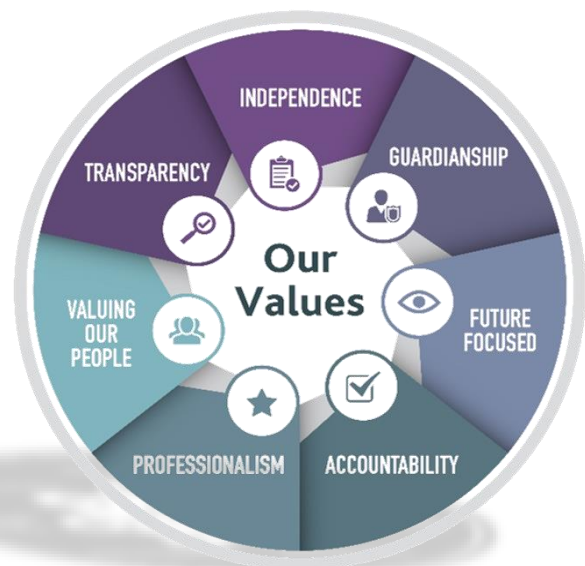 INDEPENDENCE
GUARDIANSHIP
FUTURE
FOCUSED
ACCOUNTABILITY
PROFESSIONALISM
VALUING
OUR
PEOPLE
TRANSPARENCY
Our
Values